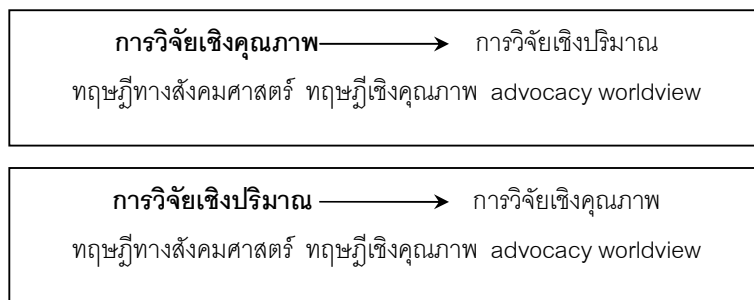 การวิจัยเชิงคุณภาพ การวิจัยเชิงปริมาณ
ทฤษฎีทางสังคมศาสตร์ ทฤษฎีเชิงคุณภาพ advocacy worldview
การวิจัยเชิงปริมาณ การวิจัยเชิงคุณภาพ
ทฤษฎีทางสังคมศาสตร์ ทฤษฎีเชิงคุณภาพ advocacy worldview